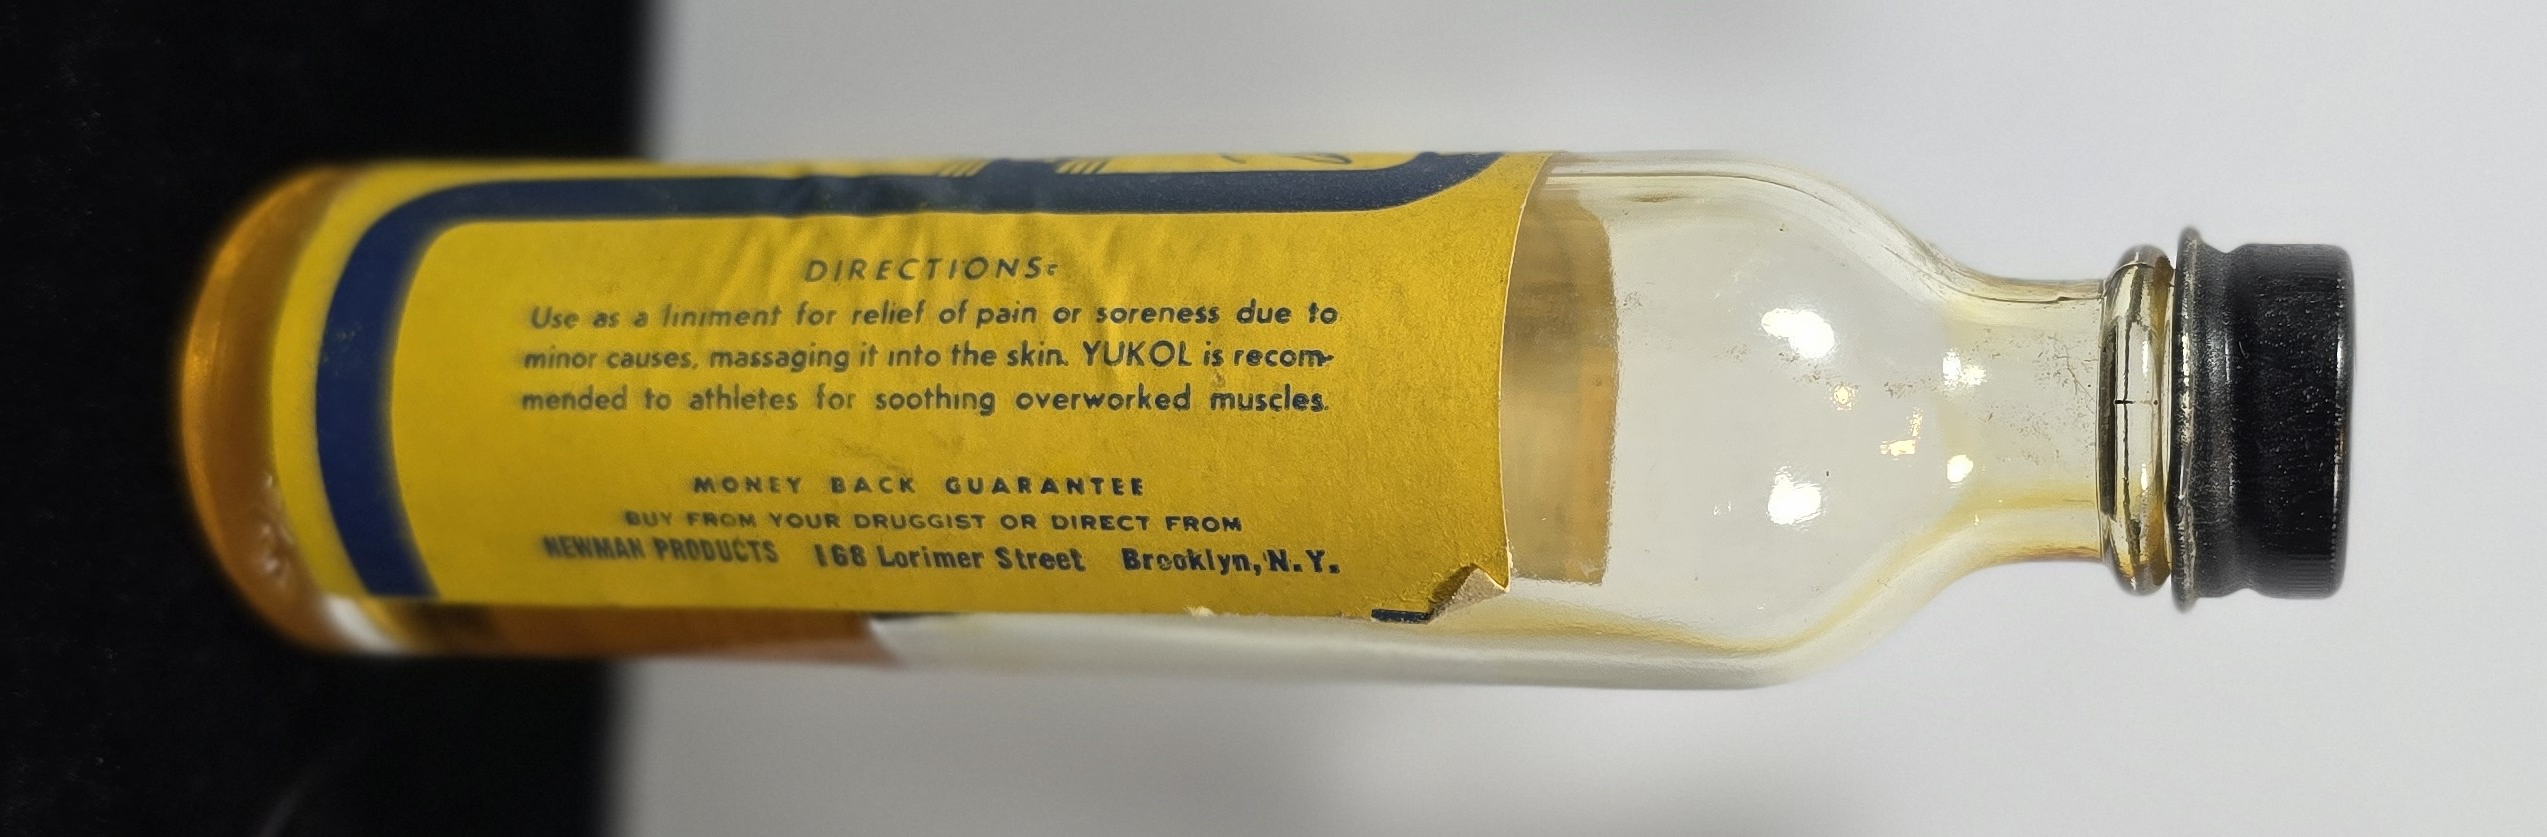 DIRECTIONS:
Use as a liniment for relief of pain or soreness due to
minor causes, massaging it into the skin. YUKOL is recom-
mended to athletes for soothing overworked muscles.
MONEY BACK GUARANTEE
BUY FROM YOUR DRUGGIST OR DIRECT FROM
NEWMAN PRODUCTS 168 Lorimer Street Brooklyn, N.Y.